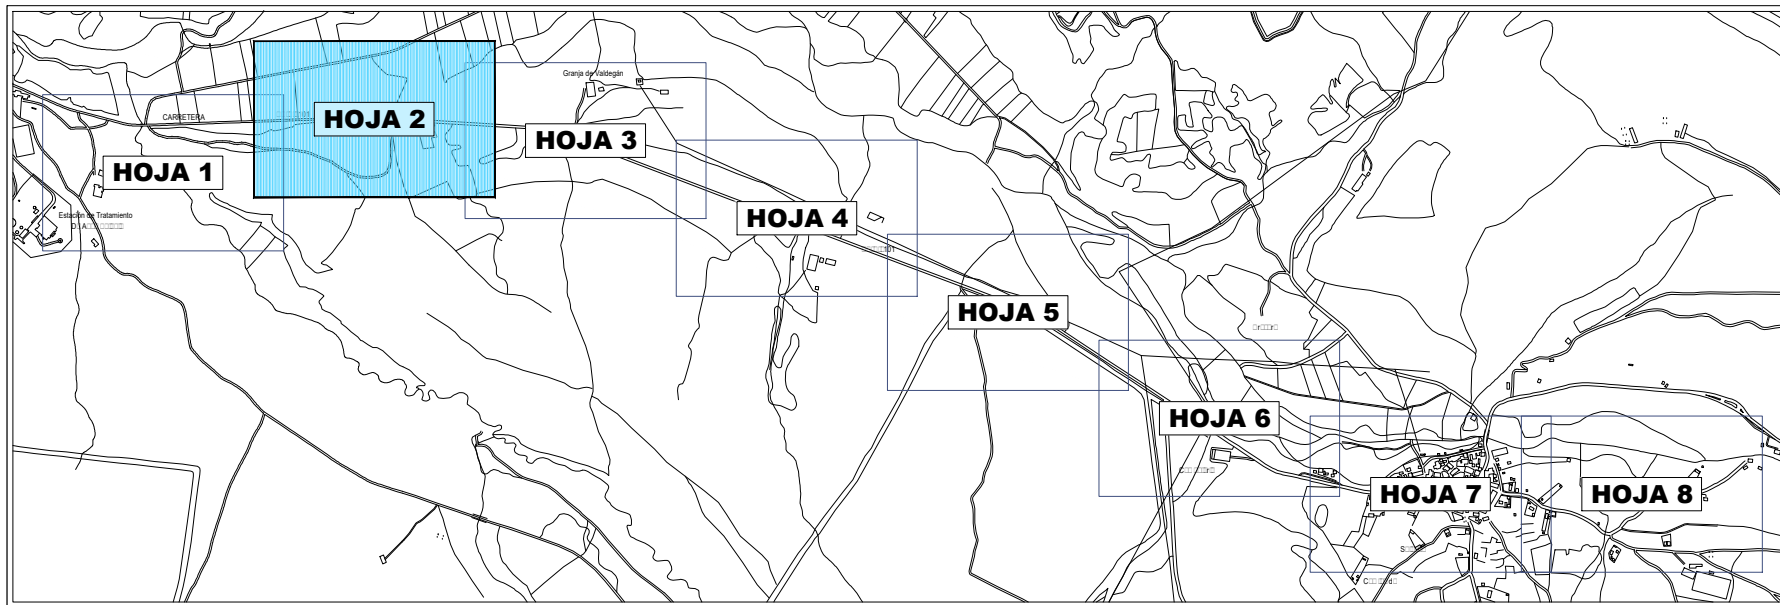 Granja de Valdegán
CARRETERA
HOJA 2
HOJA 3
HOJA 1
Estación de Tratamiento
HOJA 4
HOJA 5
HOJA 6
HOJA 7
HOJA 8